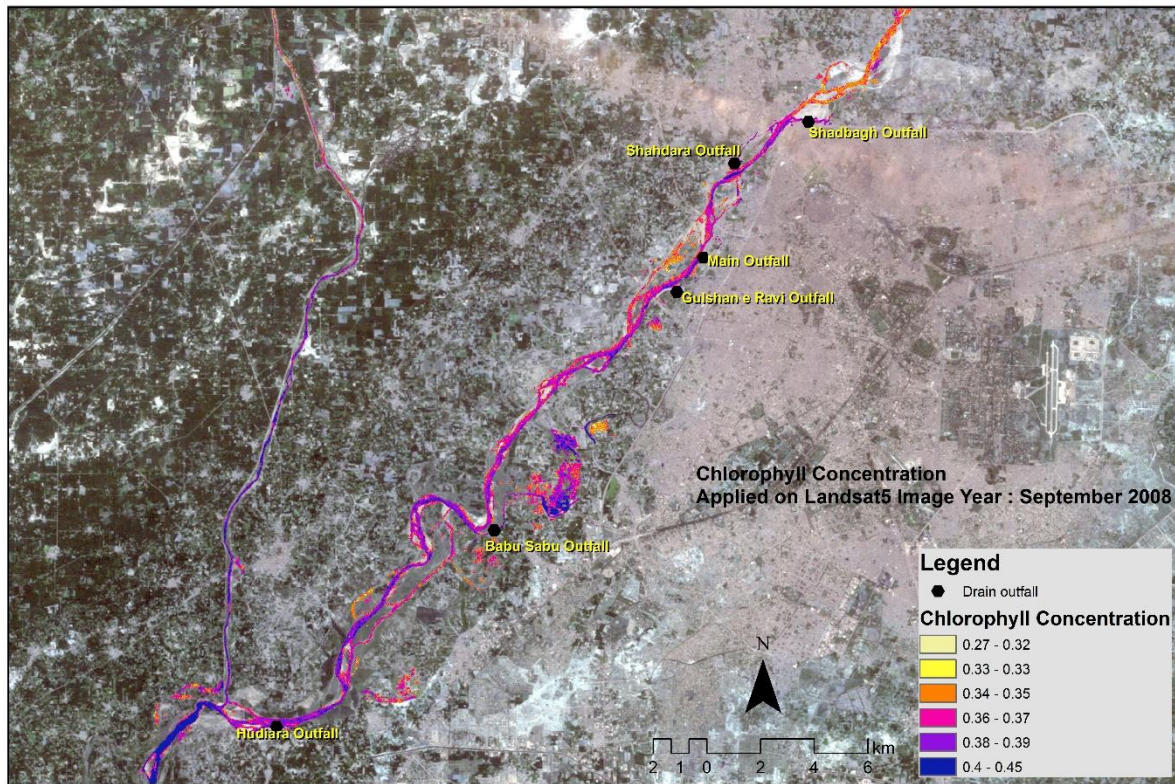 Shadbagh Outfall
Shahdara Outfall
Main Outfall
Gulshan e Ravi Outfall
Chlorophyll Concentration
Applied on Landsat5 Image Year : September 2008
Babu Sabu Outfall
Hudiara Outfall
Legend
Drain outfall
Chlorophyll Concentration
0.27 - 0.32
0.33 - 0.33
0.34 - 0.35
0.36 - 0.37
0.38 - 0.39
0.4 - 0.45
N
2 1 0 2 4 6 km